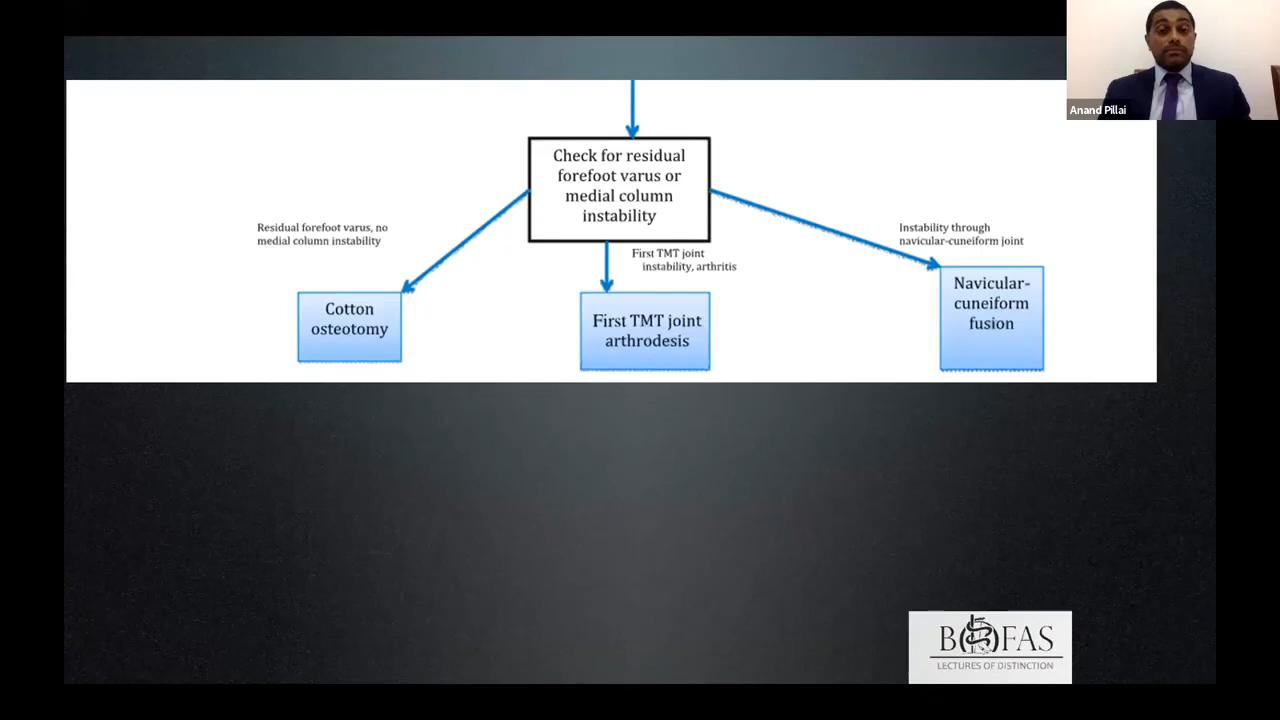 Anand Pillai
Check for residual
forefoot varus or
medial column
instability
Residual forefoot varus, no
medial column instability
First TMT joint
instability, arthritis
Instability through
navicular-cuneiform joint
Cotton
osteotomy
First TMT joint
arthrodesis
Navicular-
cuneiform
fusion
BOFAS
LECTURES OF DISTINCTION